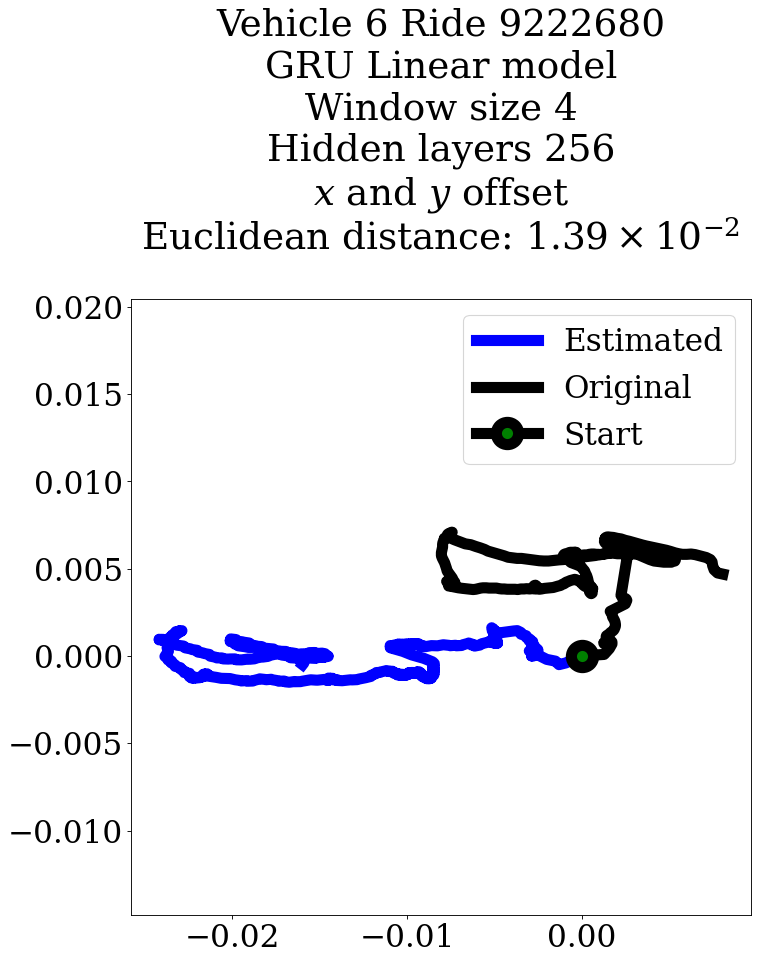 Vehicle 6 Ride 9222680
GRU Linear model
Window size 4
Hidden layers 256
x and y offset
Euclidean distance: 1.39 × 10⁻²
Estimated
Original
Start
0.020
0.015
0.010
0.005
0.000
−0.005
−0.010
−0.02 −0.01 0.00